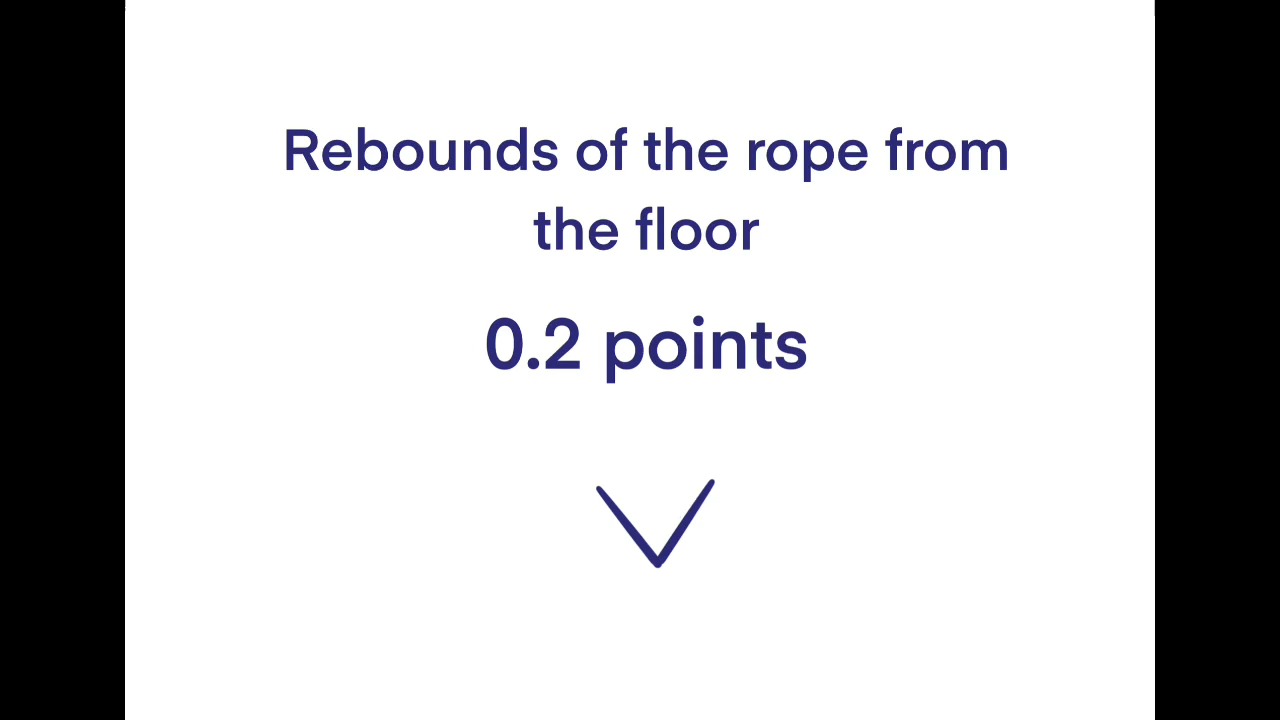 Rebounds of the rope from
the floor
0.2 points